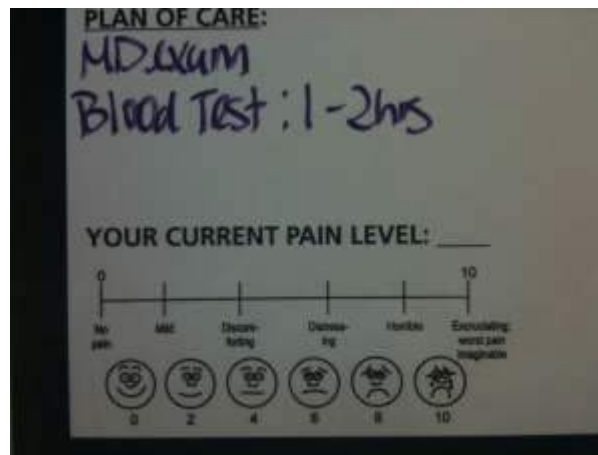 PLAN OF CARE:
MD exam
Blood Test: 1-2hrs
YOUR CURRENT PAIN LEVEL: ____
0 10
No pain Mild Discomforting Distressing Horrible Excruciating: worst pain imaginable
0 2 4 6 8 10